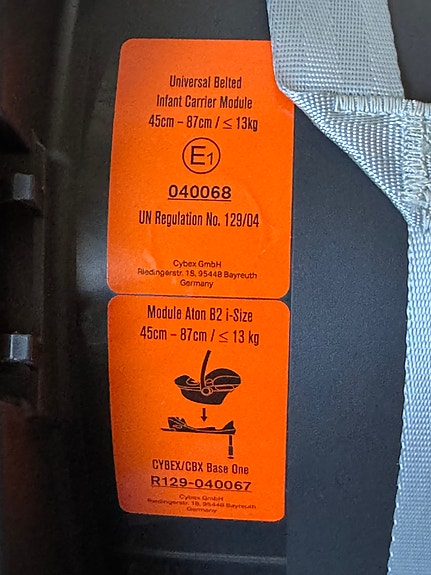 Universal Belted
Infant Carrier Module
45cm – 87cm / ≤ 13kg
E1
040068
UN Regulation No. 129/04
Cybex GmbH
Riedingerstr. 18, 95448 Bayreuth
Germany
Module Aton B2 i-Size
45cm – 87cm / ≤ 13 kg
CYBEX/CBX Base One
R129-040067
Cybex GmbH
Riedingerstr. 18, 95448 Bayreuth
Germany